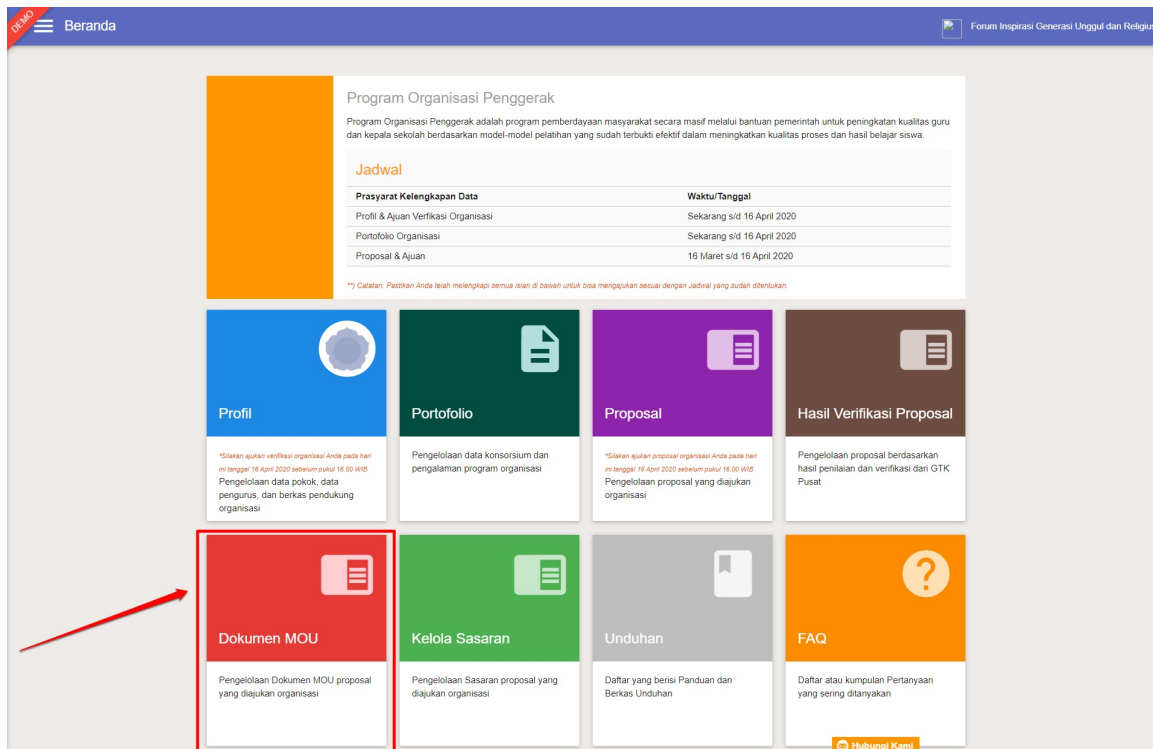 DEMO
Beranda
Forum Inspirasi Generasi Unggul dan Religius
Program Organisasi Penggerak
Program Organisasi Penggerak adalah program pemberdayaan masyarakat secara masif melalui bantuan pemerintah untuk peningkatan kualitas guru
dan kepala sekolah berdasarkan model-model pelatihan yang sudah terbukti efektif dalam meningkatkan kualitas proses dan hasil belajar siswa.
Jadwal
Prasyarat Kelengkapan Data Waktu/Tanggal
Profil & Ajuan Verfikasi Organisasi Sekarang s/d 16 April 2020
Portofolio Organisasi Sekarang s/d 16 April 2020
Proposal & Ajuan 16 Maret s/d 16 April 2020
**) Catatan: Pastikan Anda telah melengkapi semua isian di bawah untuk bisa mengajukan sesuai dengan Jadwal yang sudah ditentukan.
Profil
*Silakan ajukan verifikasi organisasi Anda pada hari
ini tanggal 16 April 2020 sebelum pukul 16.00 WIB
Pengelolaan data pokok, data
pengurus, dan berkas pendukung
organisasi
Portofolio
Pengelolaan data konsorsium dan
pengalaman program organisasi
Proposal
*Silakan ajukan proposal organisasi Anda pada hari
ini tanggal 16 April 2020 sebelum pukul 16.00 WIB
Pengelolaan proposal yang diajukan
organisasi
Hasil Verifikasi Proposal
Pengelolaan proposal berdasarkan
hasil penilaian dan verifikasi dari GTK
Pusat
Dokumen MOU
Pengelolaan Dokumen MOU proposal
yang diajukan organisasi
Kelola Sasaran
Pengelolaan Sasaran proposal yang
diajukan organisasi
Unduhan
Daftar yang berisi Panduan dan
Berkas Unduhan
FAQ
Daftar atau kumpulan Pertanyaan
yang sering ditanyakan
Hubungi Kami